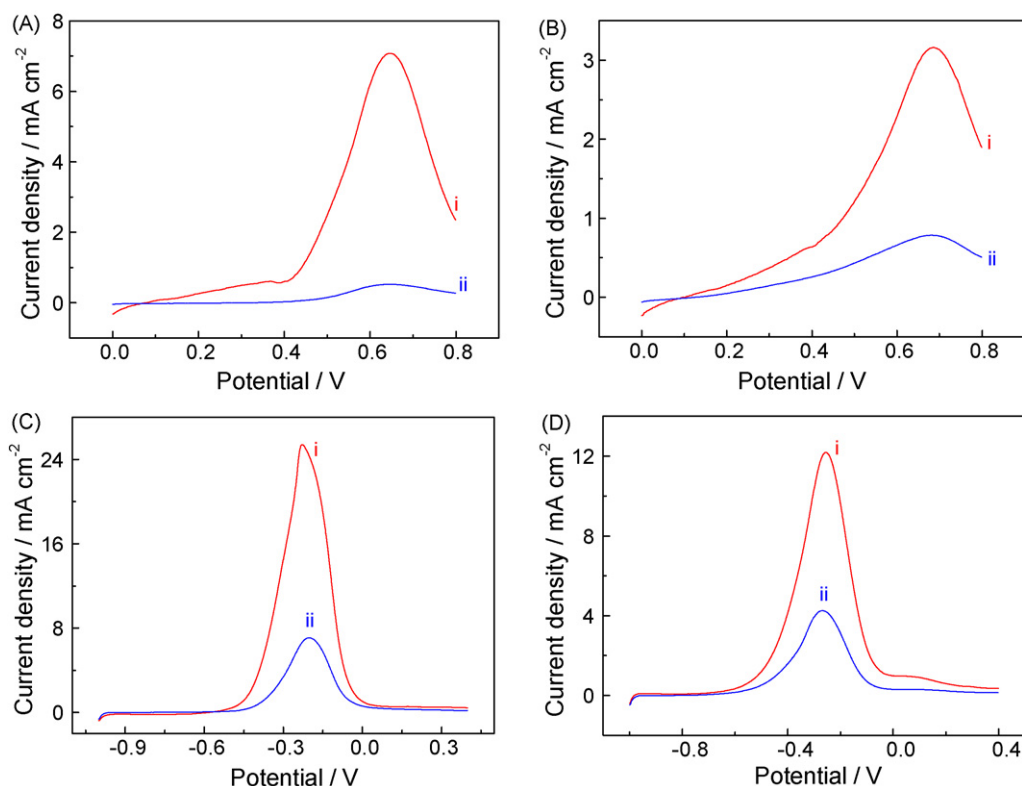 (A)
8
6
4
2
0
Current density / mA cm⁻²
i
ii
0.0 0.2 0.4 0.6 0.8
Potential / V
(B)
3
2
1
0
Current density / mA cm⁻²
i
ii
0.0 0.2 0.4 0.6 0.8
Potential / V
(C)
24
16
8
0
Current density / mA cm⁻²
i
ii
-0.9 -0.6 -0.3 0.0 0.3
Potential / V
(D)
12
8
4
0
Current density / mA cm⁻²
i
ii
-0.8 -0.4 0.0 0.4
Potential / V